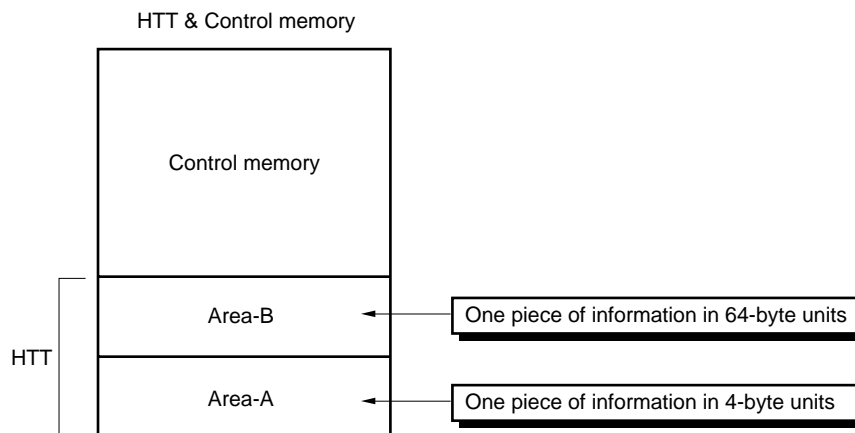 HTT & Control memory
Control memory
Area-B
One piece of information in 64-byte units
HTT
Area-A
One piece of information in 4-byte units